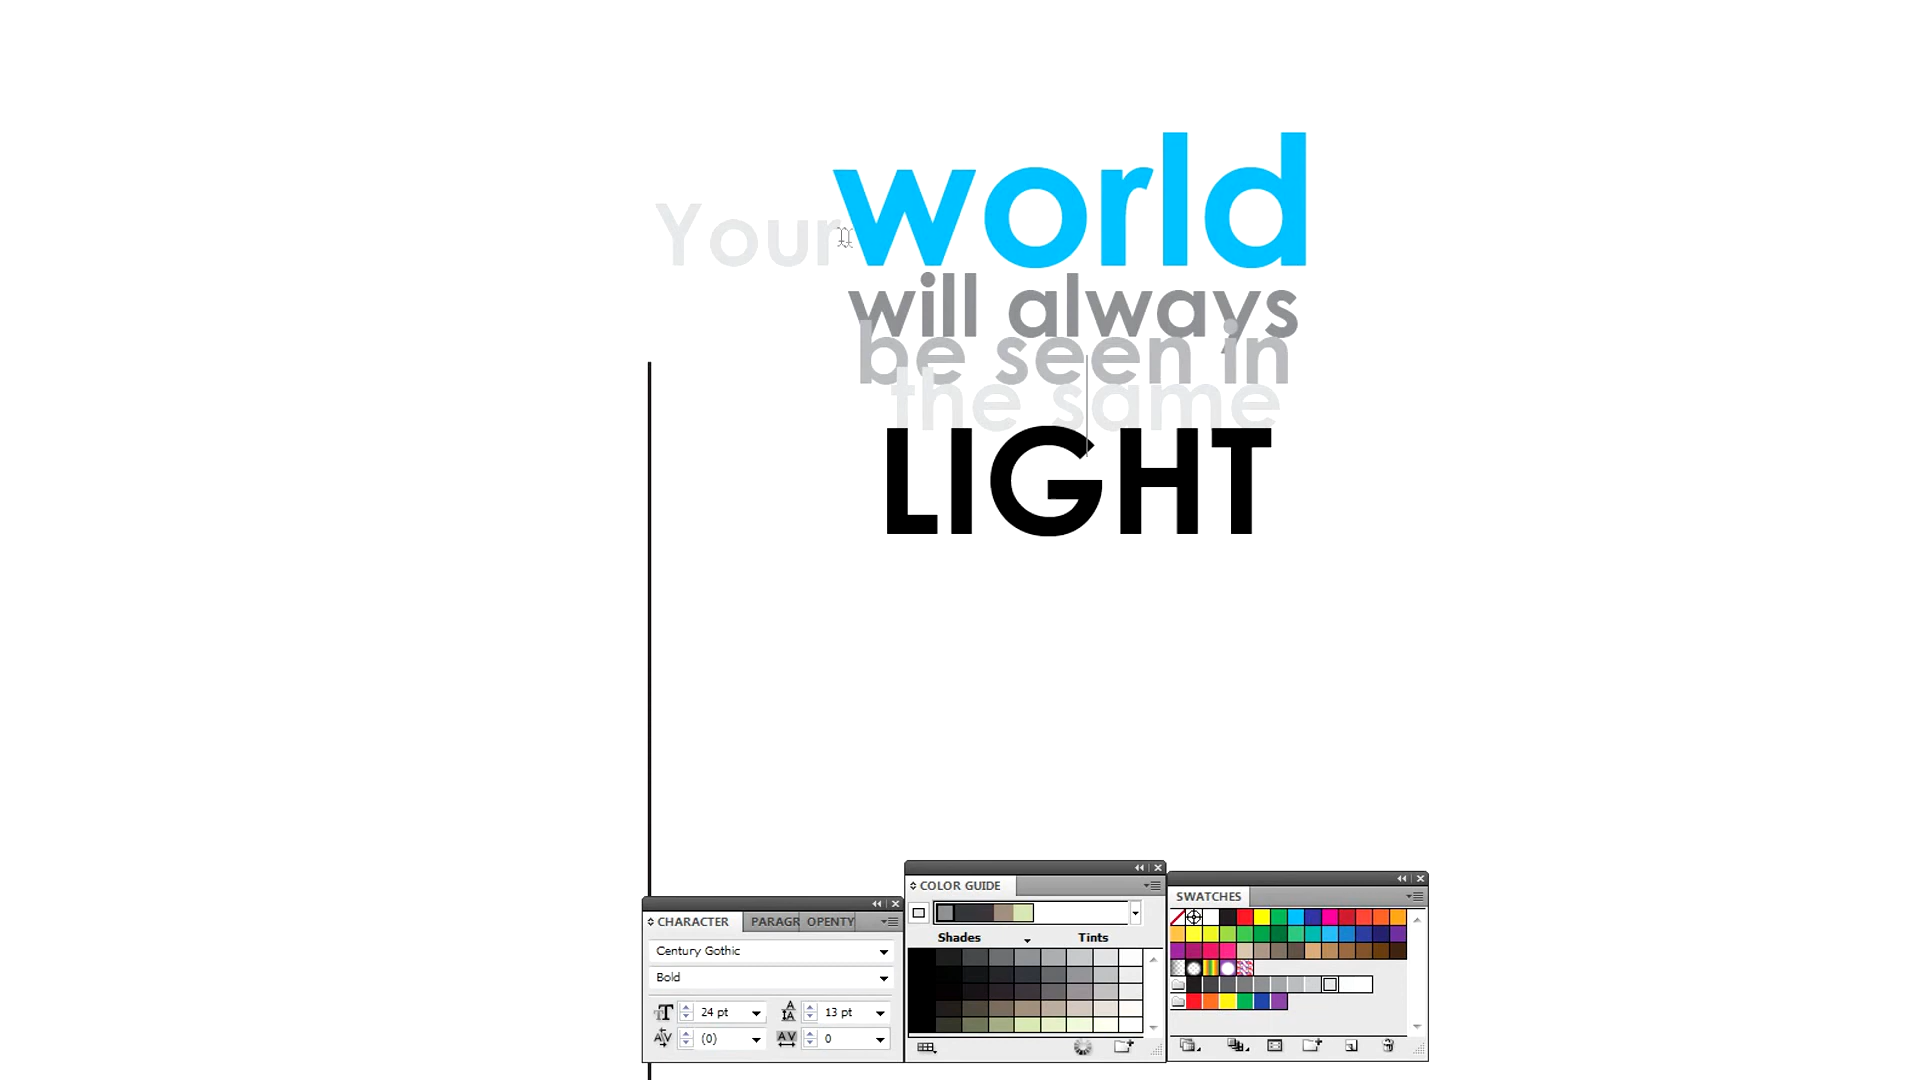 Your world
will always
be seen in
the same
LIGHT
COLOR GUIDE
Shades Tints
SWATCHES
CHARACTER PARAGR OPENTY
Century Gothic
Bold
24 pt 13 pt
(0) 0